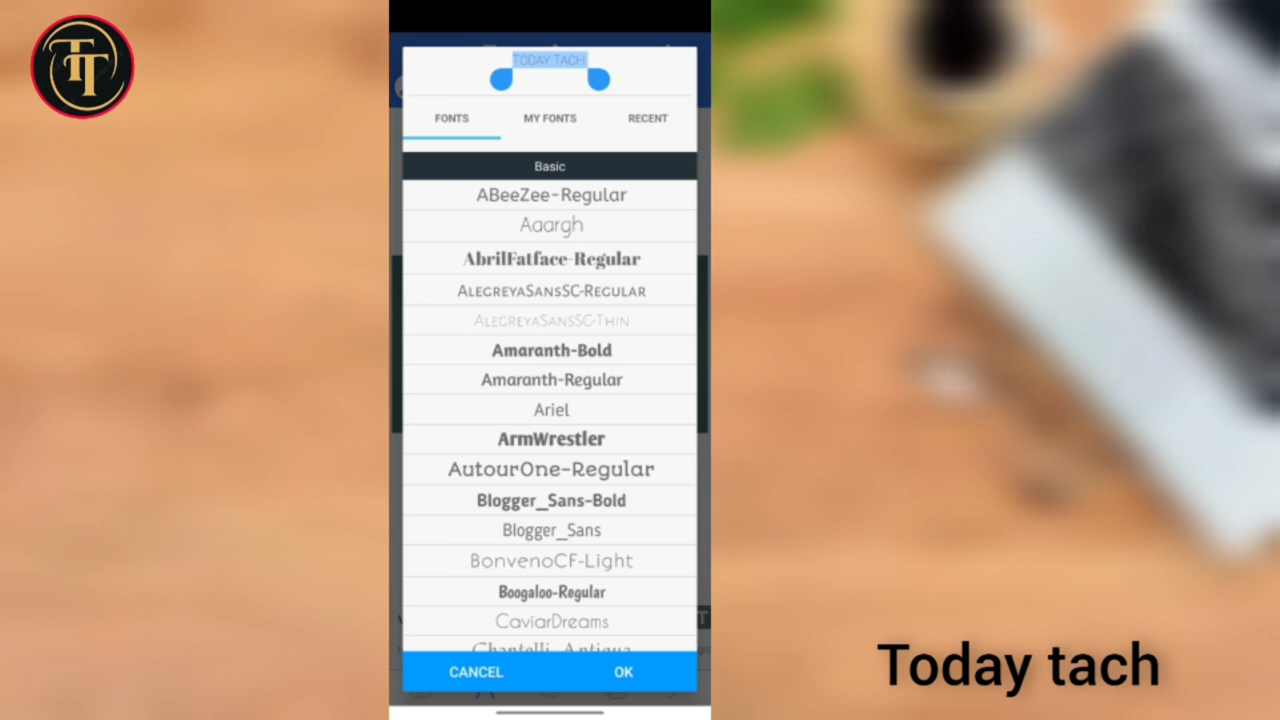 TT
TODAY TACH
FONTS MY FONTS RECENT
Basic
ABeeZee-Regular
Aaargh
AbrilFatface-Regular
AlegreyaSansSC-Regular
AlegreyaSansSC-Thin
Amaranth-Bold
Amaranth-Regular
Ariel
ArmWrestler
AutourOne-Regular
Blogger_Sans-Bold
Blogger_Sans
BonvenoCF-Light
Boogaloo-Regular
CaviarDreams
Chantelli_Antiqua
CANCEL OK
Today tach